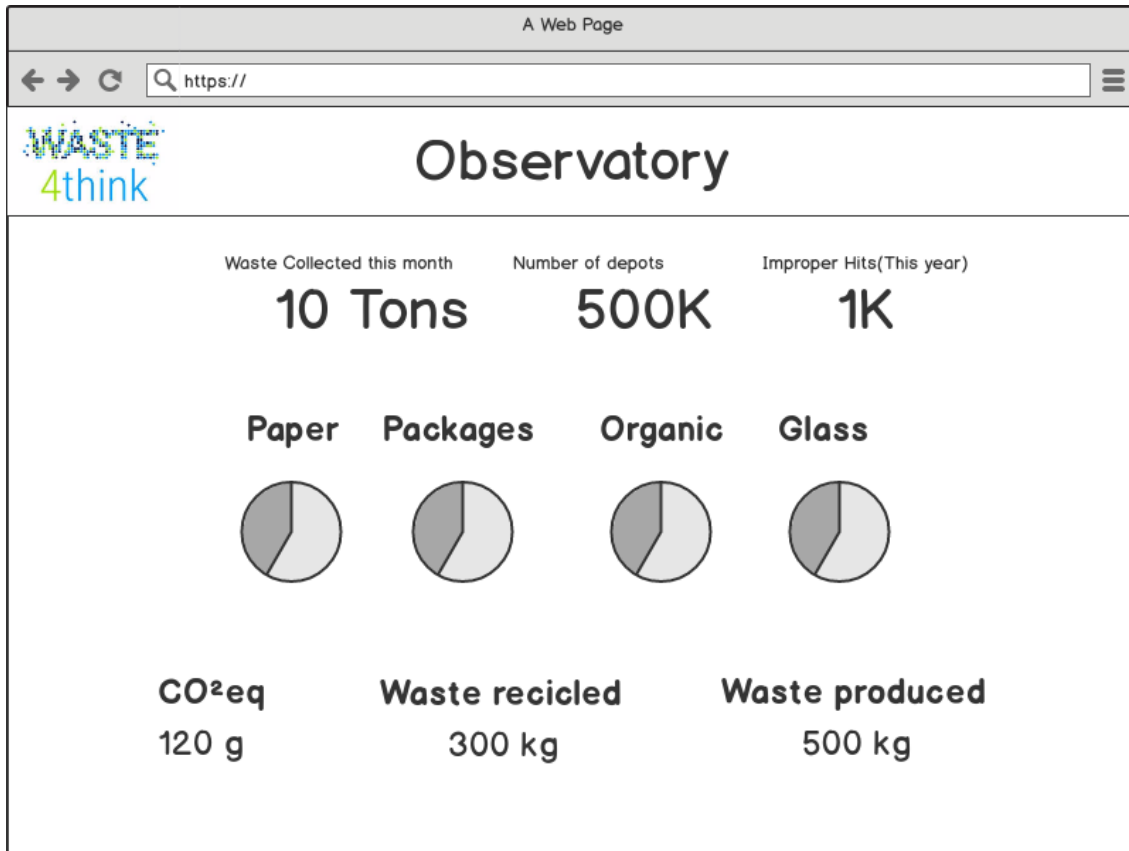 A Web Page
https://
WASTE
4think
Observatory
Waste Collected this month Number of depots Improper Hits(This year)
10 Tons 500K 1K
Paper Packages Organic Glass
CO²eq Waste recicled Waste produced
120 g 300 kg 500 kg